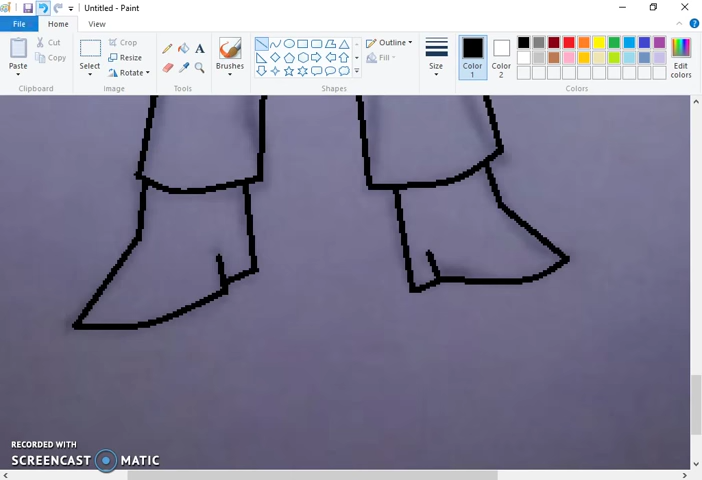 Untitled - Paint
File Home View
Paste
Cut
Copy
Clipboard
Select
Crop
Resize
Rotate
Image
A
Tools
Brushes
Outline
Fill
Shapes
Size
Color 1
Color 2
Edit colors
Colors
RECORDED WITH
SCREENCAST MATIC